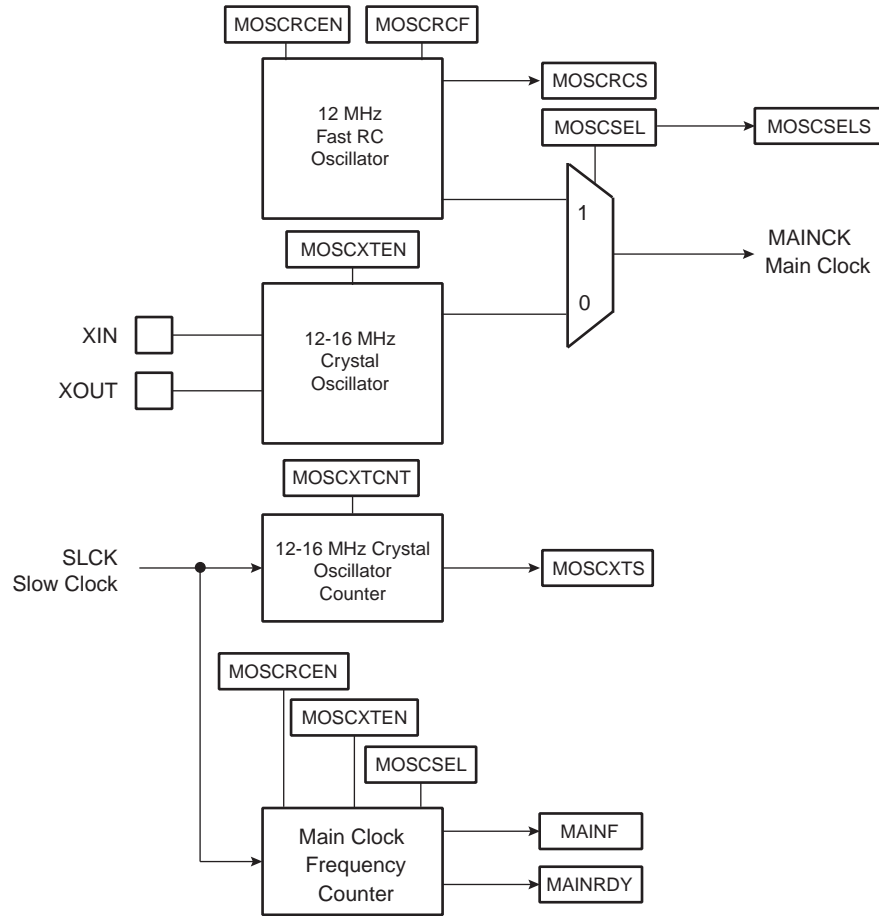 MOSCRCEN
MOSCRCF
12 MHz
Fast RC
Oscillator
MOSCRCS
MOSCSEL
MOSCSELS
1
0
MAINCK
Main Clock
MOSCXTEN
XIN
XOUT
12-16 MHz
Crystal
Oscillator
MOSCXTCNT
SLCK
Slow Clock
12-16 MHz Crystal
Oscillator
Counter
MOSCXTS
MOSCRCEN
MOSCXTEN
MOSCSEL
Main Clock
Frequency
Counter
MAINF
MAINRDY